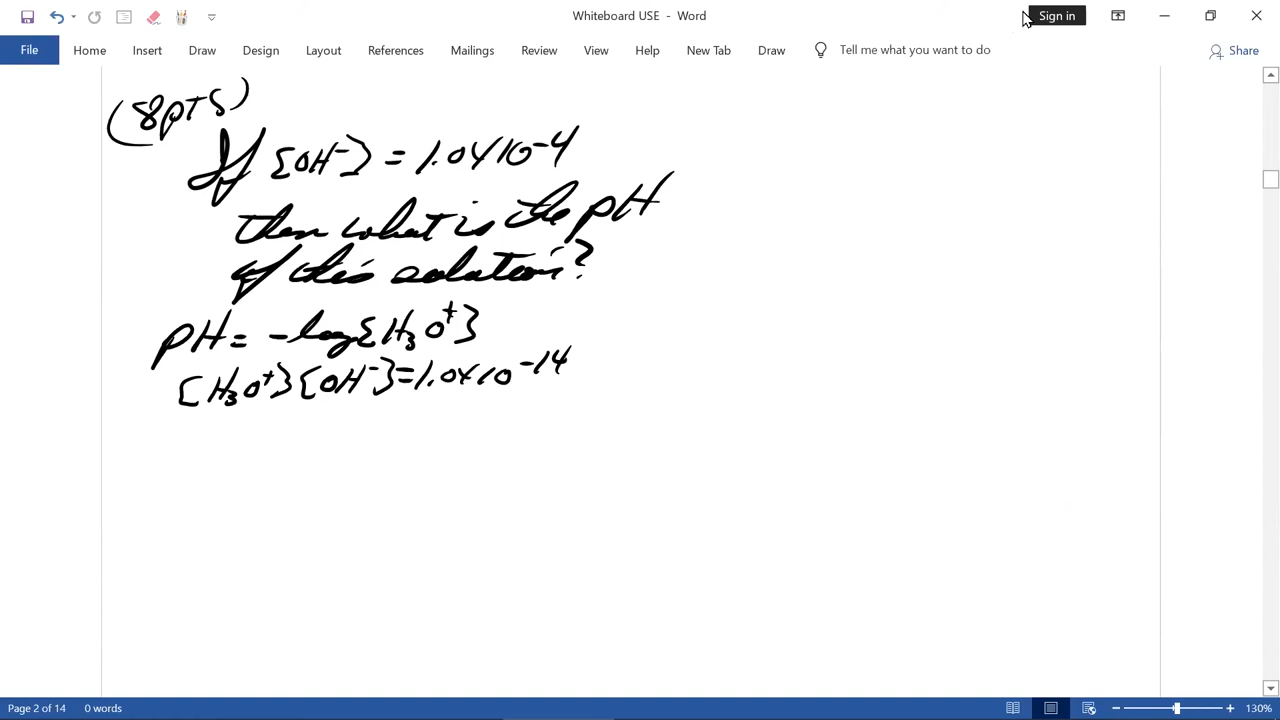 Whiteboard USE - Word
Sign in
File Home Insert Draw Design Layout References Mailings Review View Help New Tab Draw Tell me what you want to do Share
(8pts)
If [OH⁻] = 1.0x10⁻⁴
then what is the pH
of this solution?
pH = -log[H₃O⁺]
[H₃O⁺][OH⁻]=1.0x10⁻¹⁴
Page 2 of 14 0 words 130%